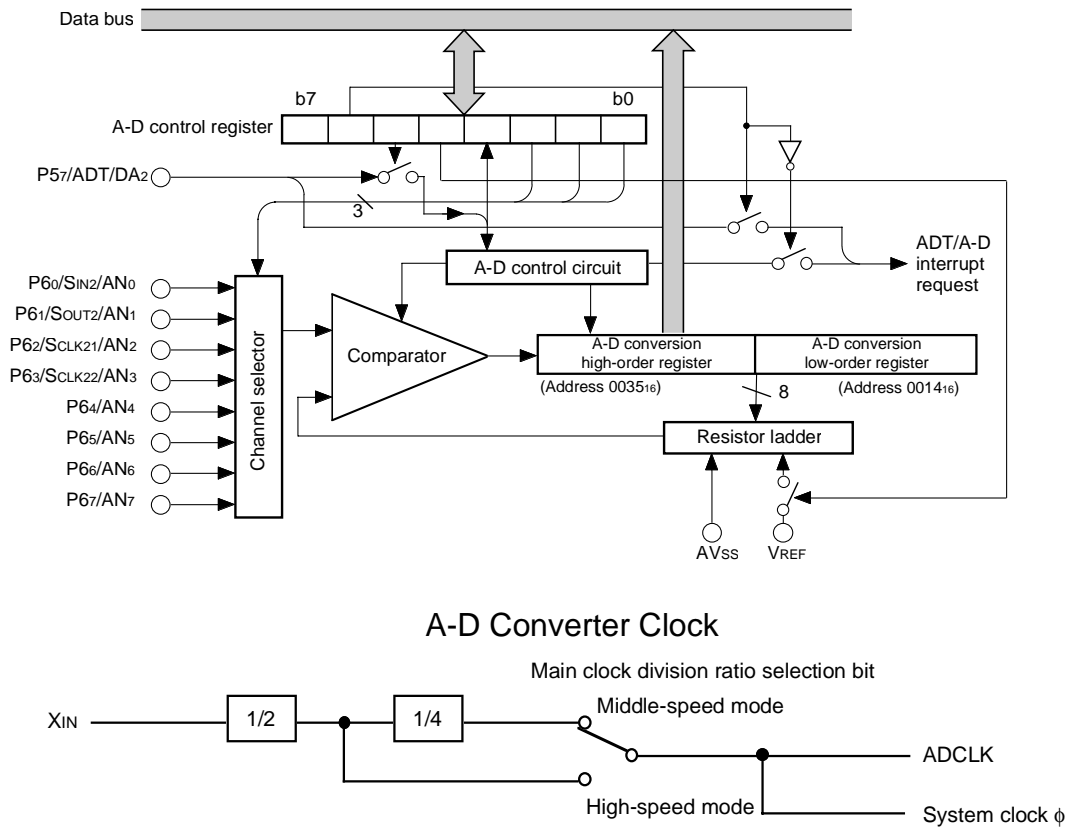 Data bus
b7
b0
A-D control register
P57/ADT/DA2
3
ADT/A-D
interrupt
request
A-D control circuit
P60/SIN2/AN0
P61/SOUT2/AN1
P62/SCLK21/AN2
P63/SCLK22/AN3
P64/AN4
P65/AN5
P66/AN6
P67/AN7
Channel selector
Comparator
A-D conversion
high-order register
A-D conversion
low-order register
(Address 003516)
8
(Address 001416)
Resistor ladder
AVSS
VREF
A-D Converter Clock
Main clock division ratio selection bit
Middle-speed mode
XIN
1/2
1/4
ADCLK
High-speed mode
System clock ϕ